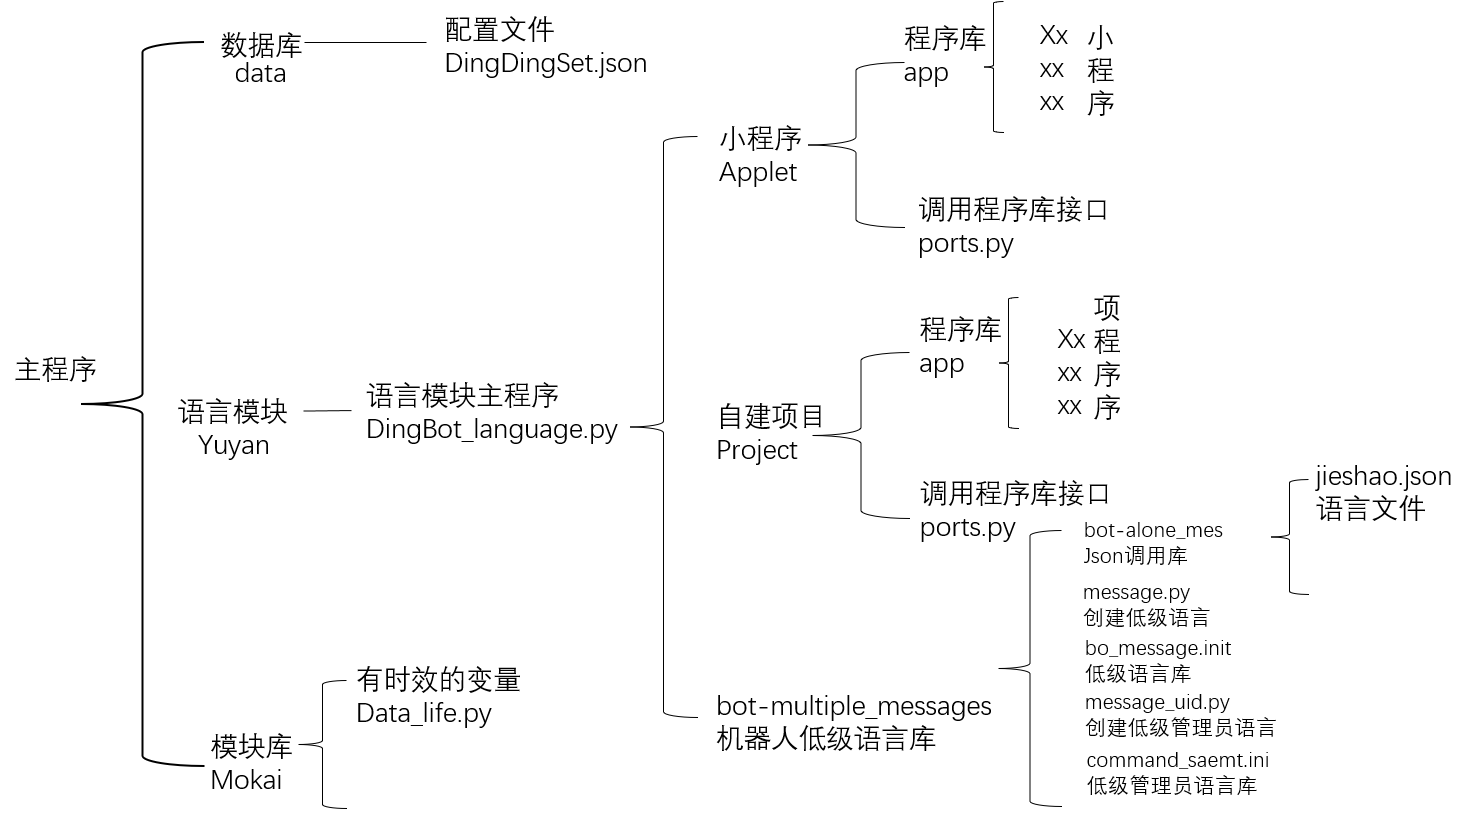 主程序
数据库
data
配置文件
DingDingSet.json
语言模块
Yuyan
语言模块主程序
DingBot_language.py
小程序
Applet
程序库
app
Xx 小
xx 程
xx 序
调用程序库接口
ports.py
自建项目
Project
程序库
app
项
Xx 程
xx 序
xx 序
调用程序库接口
ports.py
bot-multiple_messages
机器人低级语言库
bot-alone_mes
Json调用库
jieshao.json
语言文件
message.py
创建低级语言
bo_message.init
低级语言库
message_uid.py
创建低级管理员语言
command_saemt.ini
低级管理员语言库
模块库
Mokai
有时效的变量
Data_life.py